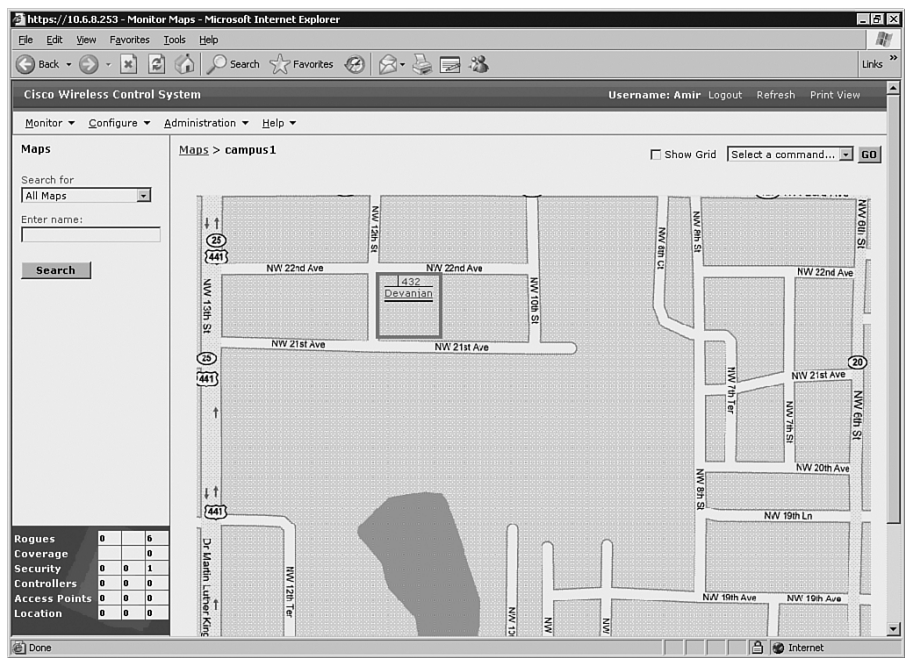 https://10.6.8.253 - Monitor Maps - Microsoft Internet Explorer
File Edit View Favorites Tools Help
Back Search Favorites Links
Cisco Wireless Control System Username: Amir Logout Refresh Print View
Monitor Configure Administration Help
Maps
Maps > campus1
Show Grid Select a command... GO
Search for
All Maps
Enter name:
Search
25
441
NW 12th St
NW 8th Ct
NW 8th St
NW 6th St
NW 22nd Ave
NW 22nd Ave
NW 22nd Ave
NW 13th St
432
Devanian
NW 10th St
NW 21st Ave
NW 21st Ave
25
441
20
NW 21st Ave
NW 7th Ter
NW 7th St
NW 6th St
NW 20th Ave
NW 8th St
441
NW 19th Ln
Dr Martin Luther King
NW 12th Ter
NW
NW
NW 19th Ave
NW 19th Ave
Rogues 0 6
Coverage 0
Security 0 0 1
Controllers 0 0 0
Access Points 0 0 0
Location 0 0 0
Done Internet